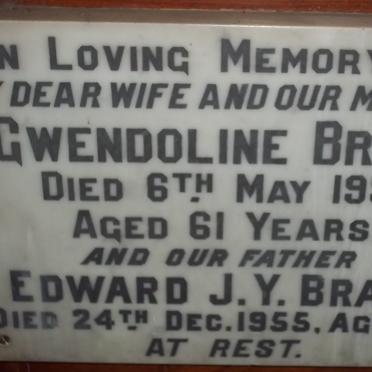 N LOVING MEMORY
DEAR WIFE AND OUR M
GWENDOLINE BR
DIED 6TH MAY 19
AGED 61 YEARS
AND OUR FATHER
EDWARD J.Y. BRA
DIED 24TH DEC. 1955, AG
AT REST.